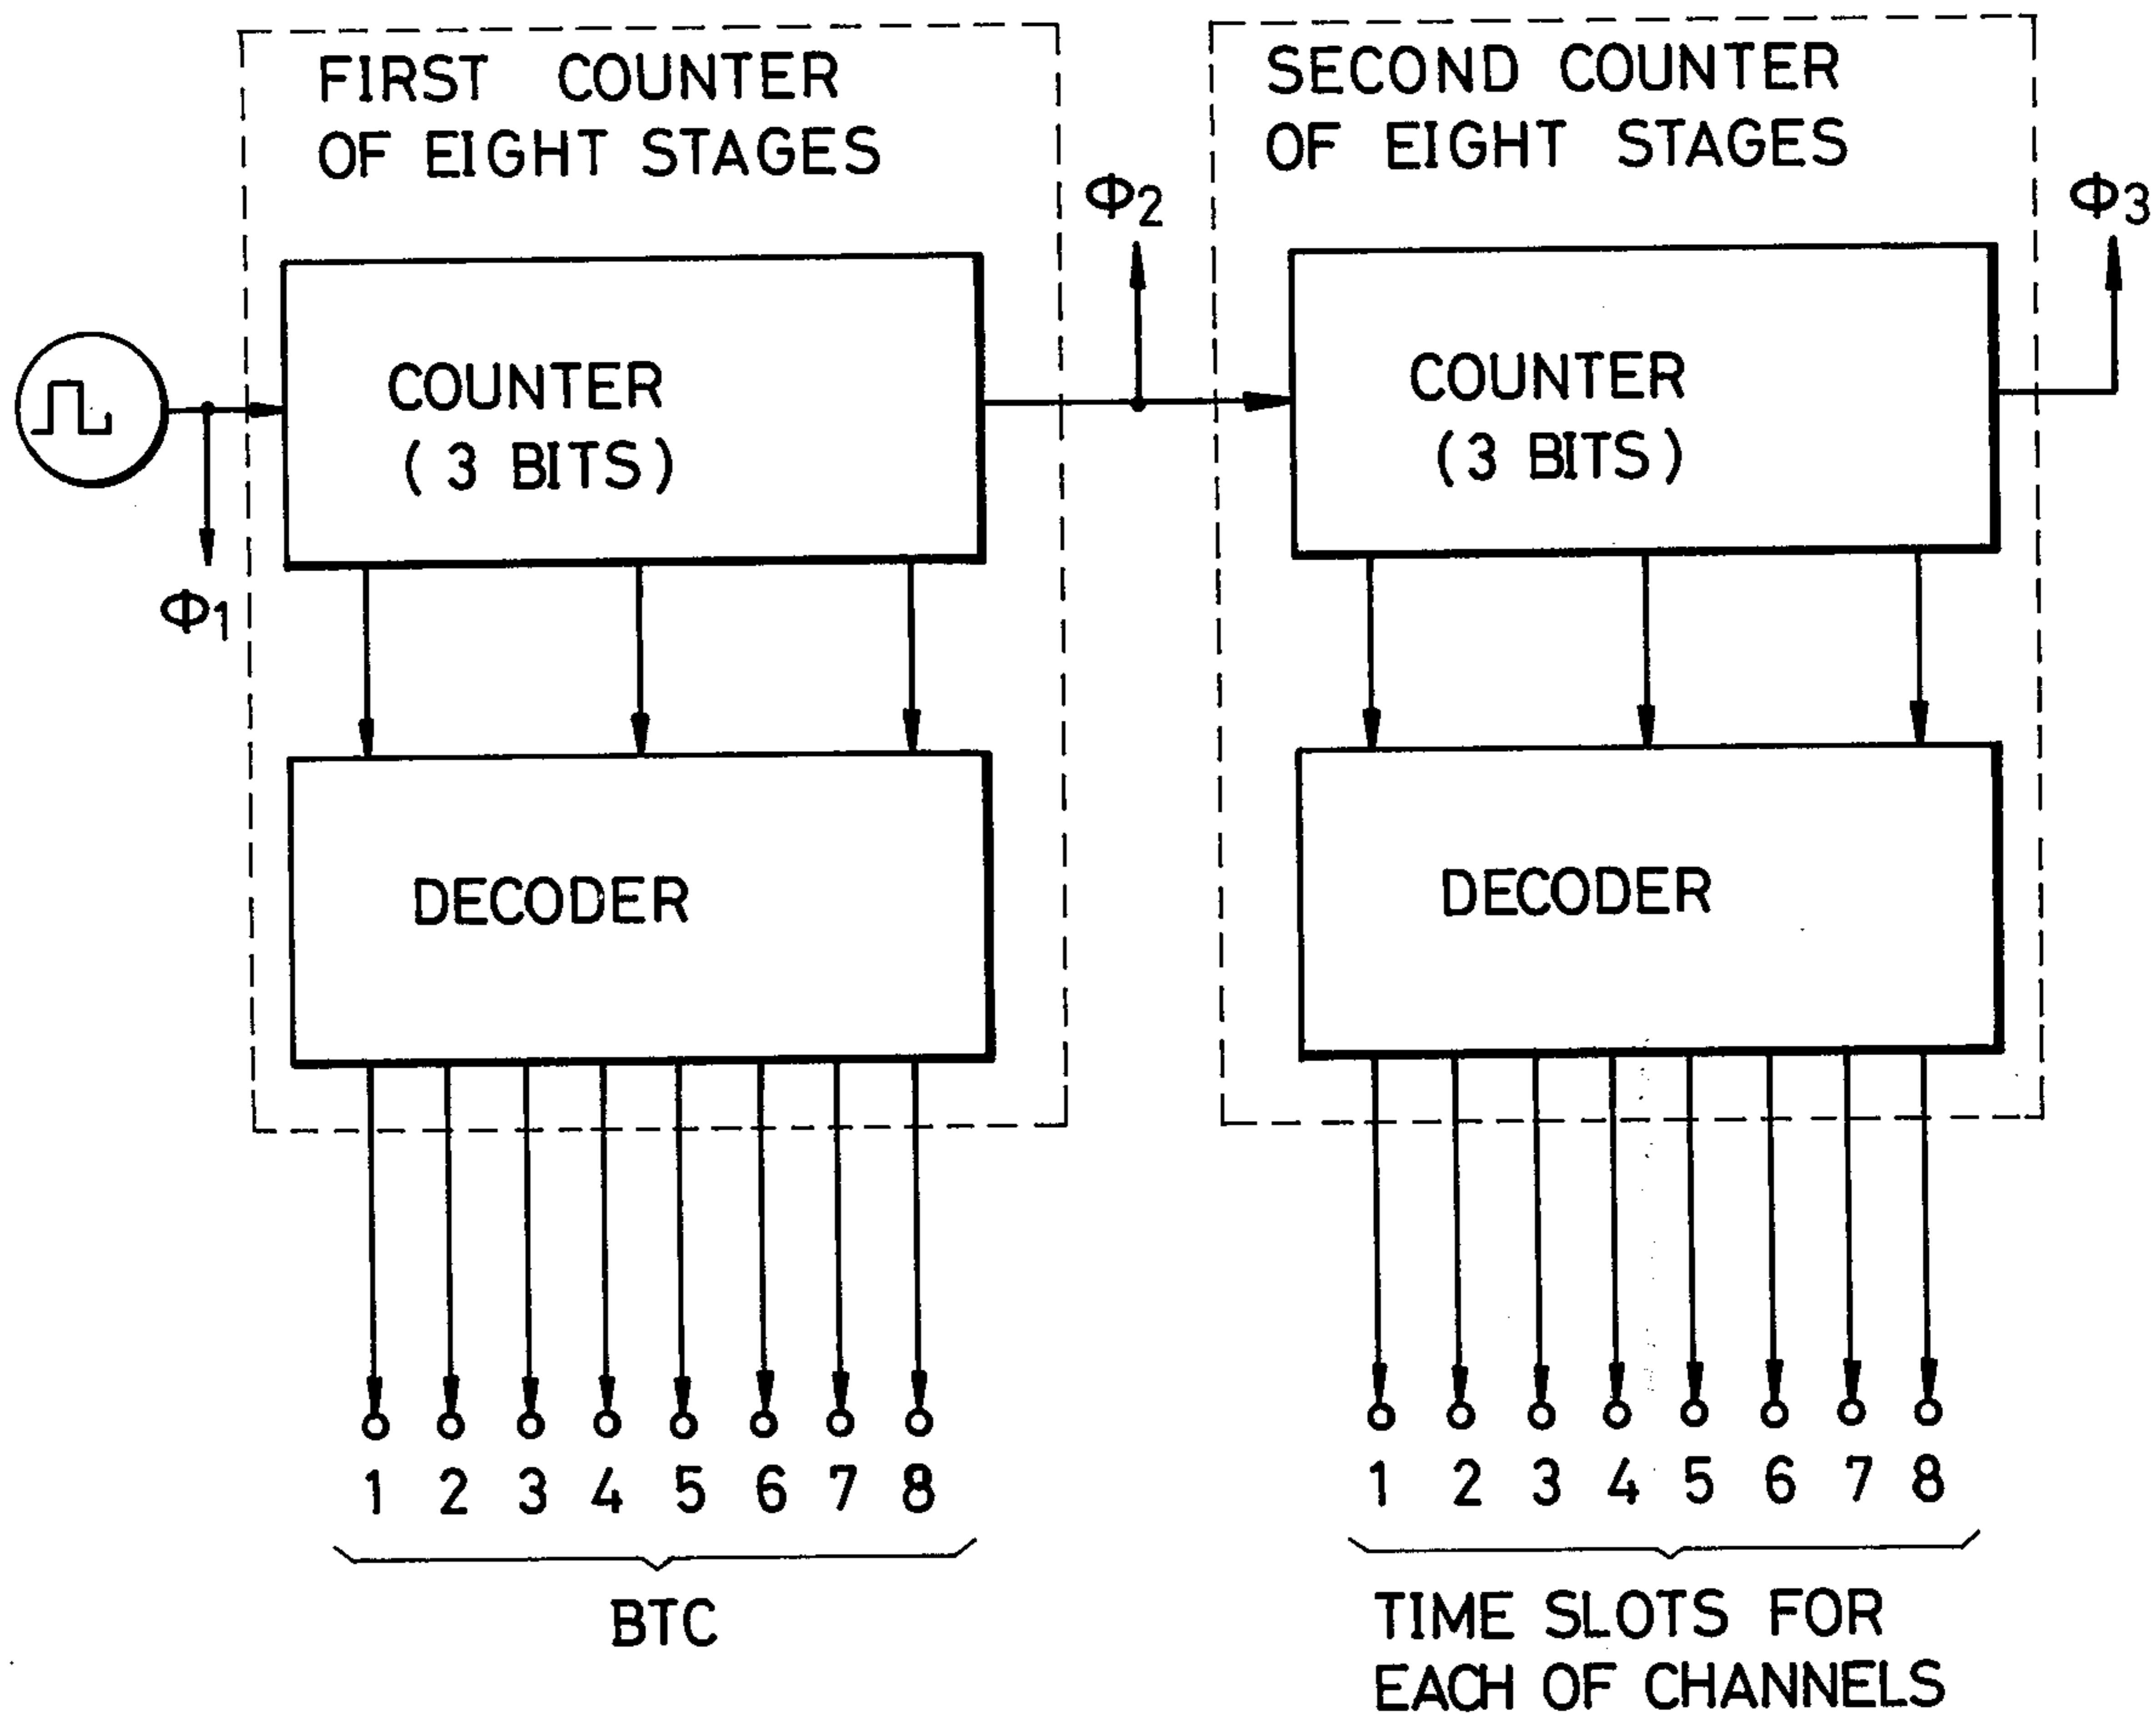 FIRST COUNTER
OF EIGHT STAGES
SECOND COUNTER
OF EIGHT STAGES
Φ2
Φ3
COUNTER
(3 BITS)
COUNTER
(3 BITS)
Φ1
DECODER
DECODER
1 2 3 4 5 6 7 8
1 2 3 4 5 6 7 8
BTC
TIME SLOTS FOR
EACH OF CHANNELS